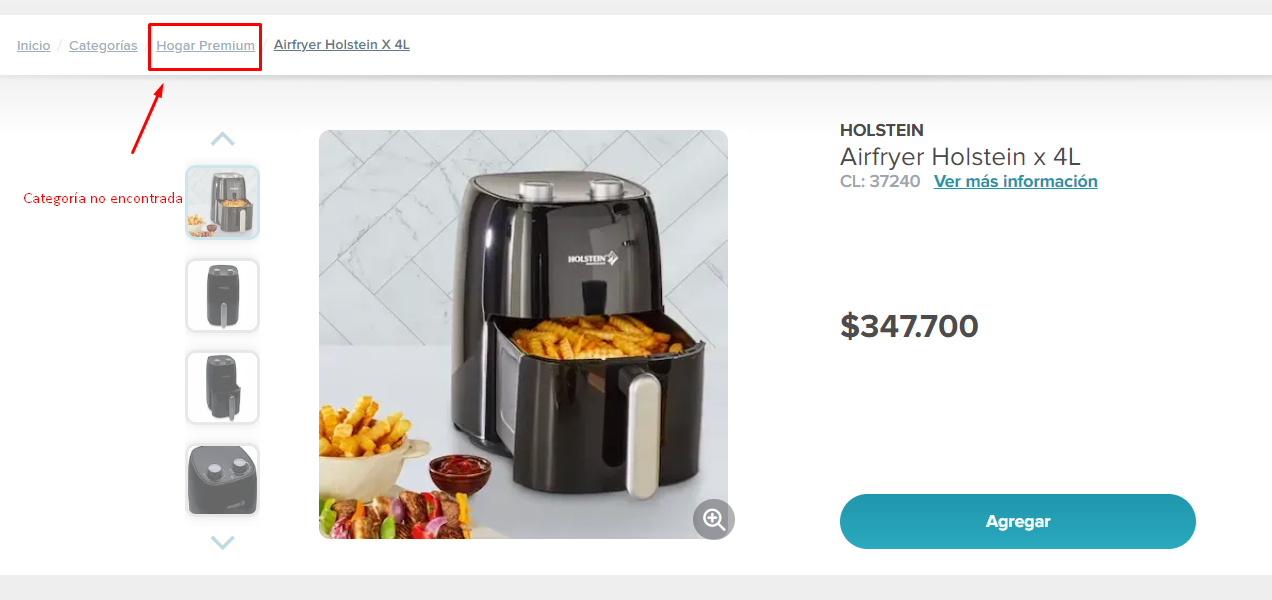 Inicio / Categorías / Hogar Premium / Airfryer Holstein X 4L
Categoría no encontrada
HOLSTEIN
HOLSTEIN
Airfryer Holstein x 4L
CL: 37240 Ver más información
$347.700
Agregar